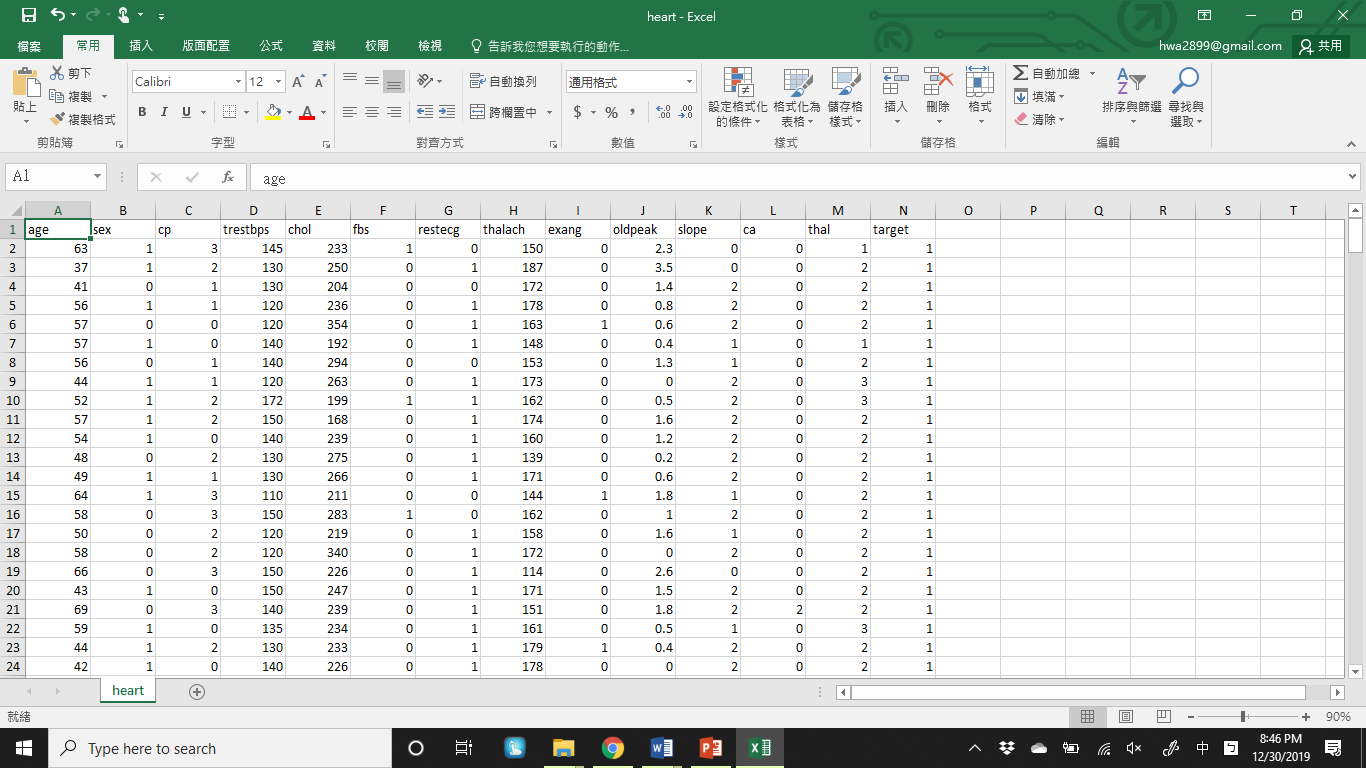 heart - Excel
檔案 常用 插入 版面配置 公式 資料 校閱 檢視 告訴我您想要執行的動作... hwa2899@gmail.com 共用
貼上 剪下 複製 複製格式 剪貼簿
Calibri 12 B I U A 字型
自動換列 跨欄置中 對齊方式
通用格式 $ % , 數值
設定格式化的條件 格式化為表格 儲存格樣式 樣式
插入 刪除 格式 儲存格
自動加總 填滿 清除 排序與篩選 尋找與選取 編輯
A1 fx age
A B C D E F G H I J K L M N O P Q R S T
1 age sex cp trestbps chol fbs restecg thalach exang oldpeak slope ca thal target
2 63 1 3 145 233 1 0 150 0 2.3 0 0 1 1
3 37 1 2 130 250 0 1 187 0 3.5 0 0 2 1
4 41 0 1 130 204 0 0 172 0 1.4 2 0 2 1
5 56 1 1 120 236 0 1 178 0 0.8 2 0 2 1
6 57 0 0 120 354 0 1 163 1 0.6 2 0 2 1
7 57 1 0 140 192 0 1 148 0 0.4 1 0 1 1
8 56 0 1 140 294 0 0 153 0 1.3 1 0 2 1
9 44 1 1 120 263 0 1 173 0 0 2 0 3 1
10 52 1 2 172 199 1 1 162 0 0.5 2 0 3 1
11 57 1 2 150 168 0 1 174 0 1.6 2 0 2 1
12 54 1 0 140 239 0 1 160 0 1.2 2 0 2 1
13 48 0 2 130 275 0 1 139 0 0.2 2 0 2 1
14 49 1 1 130 266 0 1 171 0 0.6 2 0 2 1
15 64 1 3 110 211 0 0 144 1 1.8 1 0 2 1
16 58 0 3 150 283 1 0 162 0 1 2 0 2 1
17 50 0 2 120 219 0 1 158 0 1.6 1 0 2 1
18 58 0 2 120 340 0 1 172 0 0 2 0 2 1
19 66 0 3 150 226 0 1 114 0 2.6 0 0 2 1
20 43 1 0 150 247 0 1 171 0 1.5 2 0 2 1
21 69 0 3 140 239 0 1 151 0 1.8 2 2 2 1
22 59 1 0 135 234 0 1 161 0 0.5 1 0 3 1
23 44 1 2 130 233 0 1 179 1 0.4 2 0 2 1
24 42 1 0 140 226 0 1 178 0 0 2 0 2 1
heart
就緒 90%
Type here to search 中 8:46 PM
12/30/2019